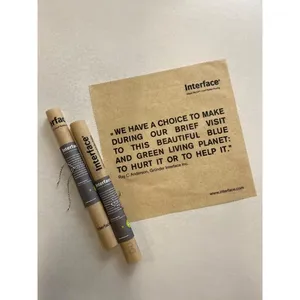 Interface®
„WE HAVE A CHOICE TO MAKE
DURING OUR BRIEF VISIT
TO THIS BEAUTIFUL BLUE
AND GREEN LIVING PLANET:
TO HURT IT OR TO HELP IT.“
Ray C. Anderson, Gründer Interface Inc.
www.interface.com
Interface®
Interface®